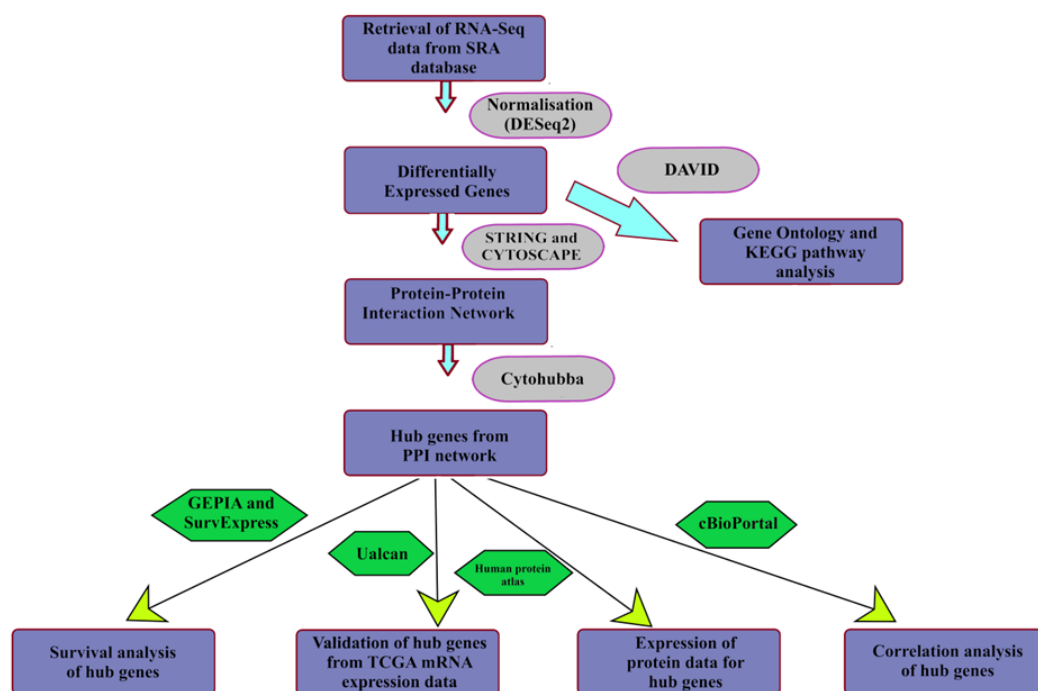 Retrieval of RNA-Seq
data from SRA
database
Normalisation
(DESeq2)
Differentially
Expressed Genes
DAVID
STRING and
CYTOSCAPE
Gene Ontology and
KEGG pathway
analysis
Protein-Protein
Interaction Network
Cytohubba
Hub genes from
PPI network
GEPIA and
SurvExpress
Ualcan
Human protein
atlas
cBioPortal
Survival analysis
of hub genes
Validation of hub genes
from TCGA mRNA
expression data
Expression of
protein data for
hub genes
Correlation analysis
of hub genes